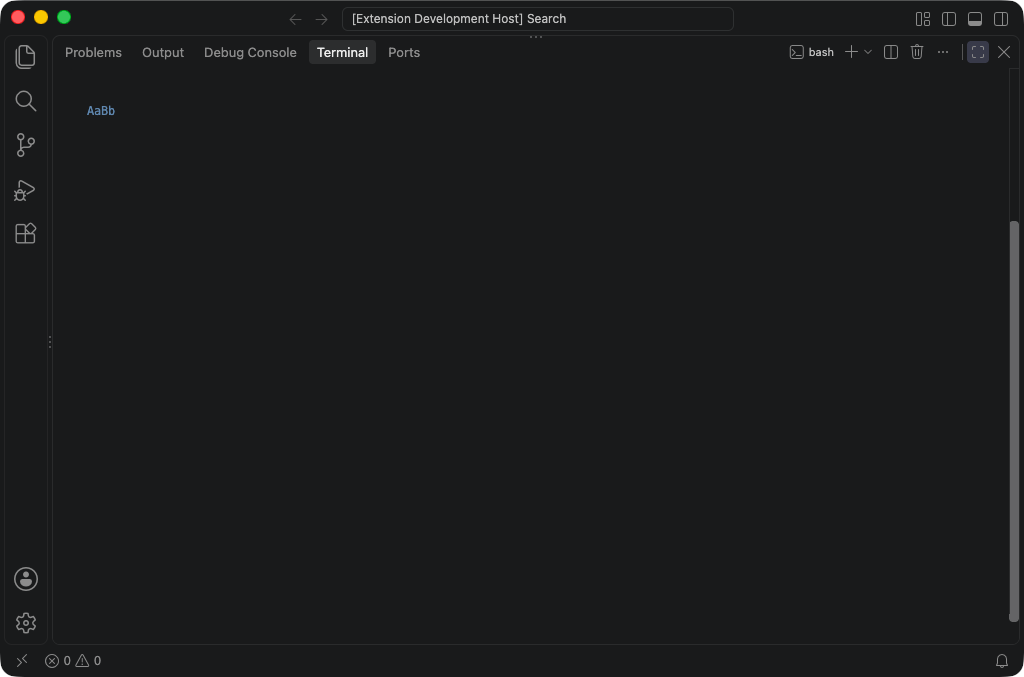 [Extension Development Host] Search
Problems Output Debug Console Terminal Ports bash
AaBb
0 0